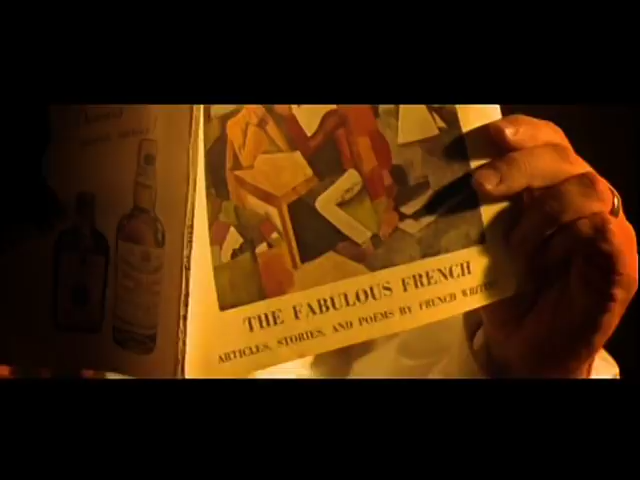 THE FABULOUS FRENCH
ARTICLES, STORIES, AND POEMS BY FRENCH